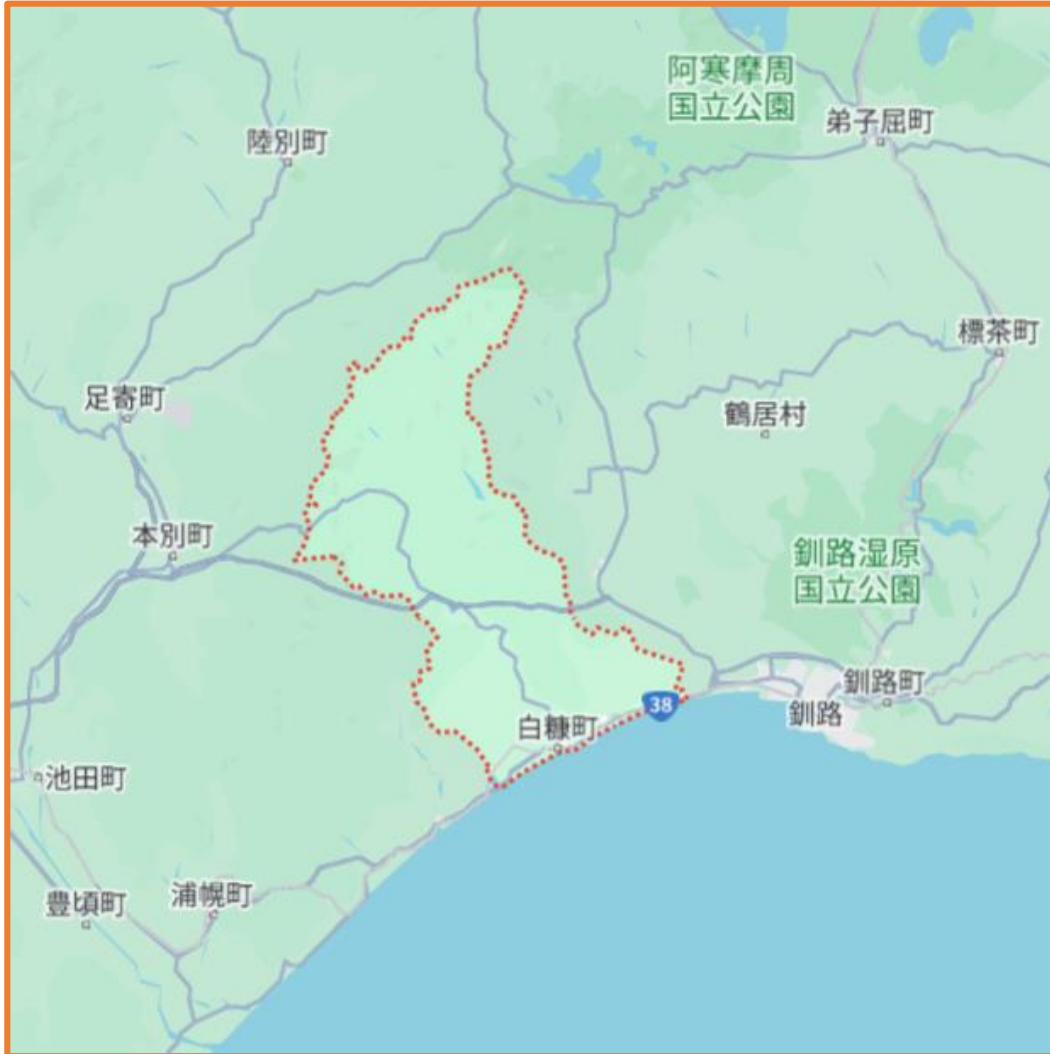 阿寒摩周
国立公園
弟子屈町
陸別町
標茶町
足寄町
鶴居村
本別町
釧路湿原
国立公園
釧路町
38
釧路
白糠町
池田町
浦幌町
豊頃町